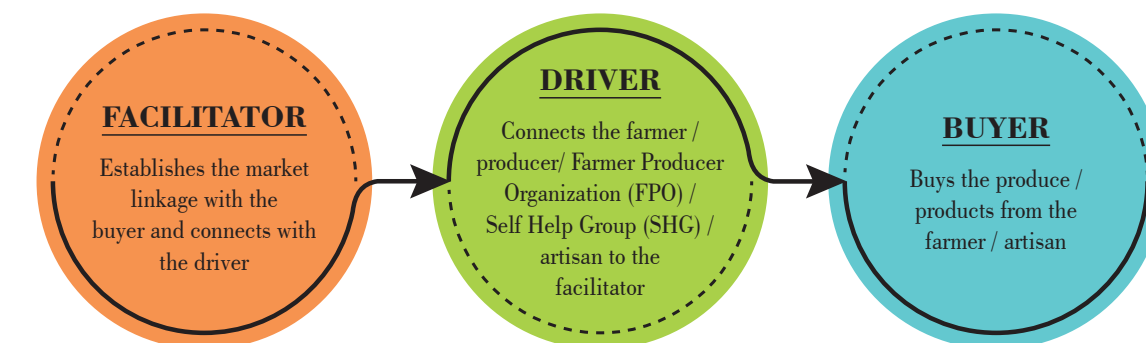 FACILITATOR
Establishes the market
linkage with the
buyer and connects with
the driver
DRIVER
Connects the farmer /
producer/ Farmer Producer
Organization (FPO) /
Self Help Group (SHG) /
artisan to the
facilitator
BUYER
Buys the produce /
products from the
farmer / artisan